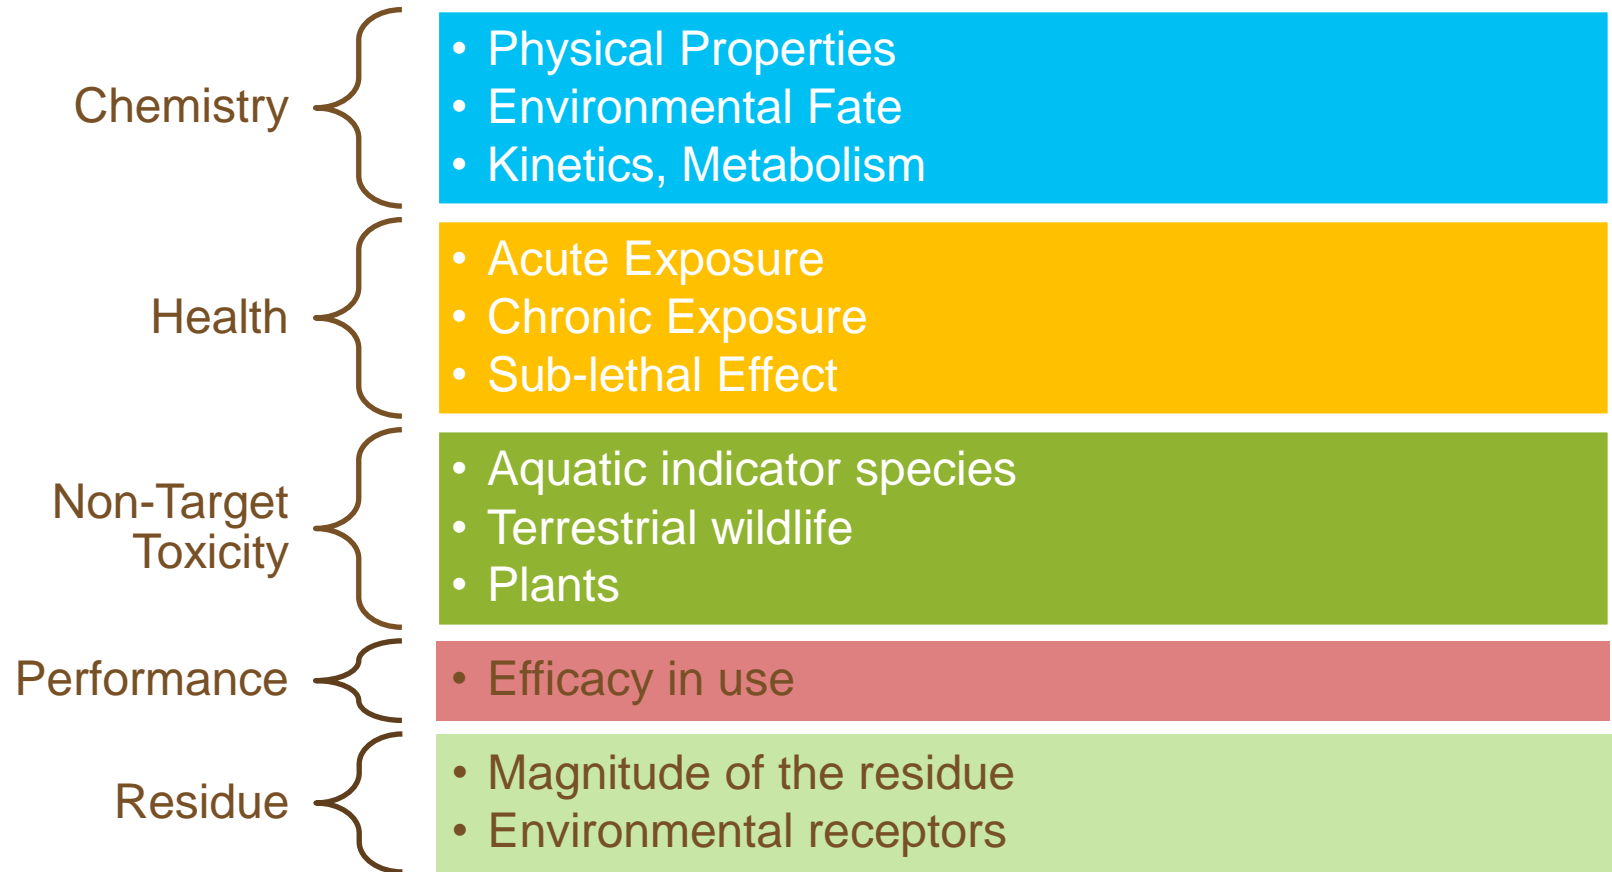 Chemistry
• Physical Properties
• Environmental Fate
• Kinetics, Metabolism
Health
• Acute Exposure
• Chronic Exposure
• Sub-lethal Effect
Non-Target
Toxicity
• Aquatic indicator species
• Terrestrial wildlife
• Plants
Performance
• Efficacy in use
Residue
• Magnitude of the residue
• Environmental receptors